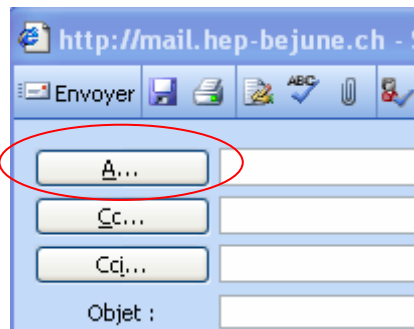 http://mail.hep-bejune.ch -
Envoyer ABC
A...
Cc...
Cci...
Objet :